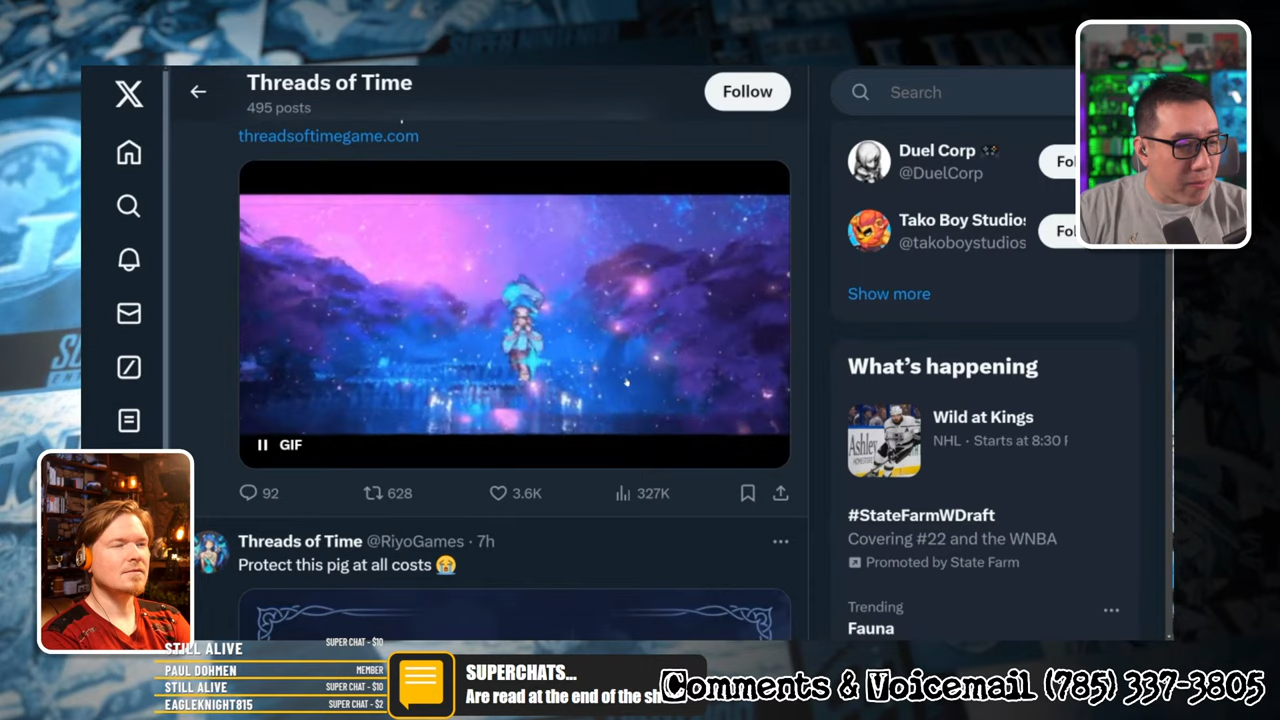 Threads of Time
495 posts
Follow
threadsoftimegame.com
GIF
92
628
3.6K
327K
Threads of Time @RiyoGames · 7h
Protect this pig at all costs 😭
Search
Duel Corp
@DuelCorp
Fol
Tako Boy Studios
@takoboystudios
Fol
Show more
What's happening
Wild at Kings
NHL · Starts at 8:30 P
Ashley
#StateFarmWDraft
Covering #22 and the WNBA
Promoted by State Farm
Trending
Fauna
STILL ALIVE SUPER CHAT - $10
PAUL DOHMEN MEMBER
STILL ALIVE SUPER CHAT - $10
EAGLEKNIGHT815 SUPER CHAT - $2
SUPERCHATS...
Are read at the end of the sh
Comments & Voicemail (785) 337-3805